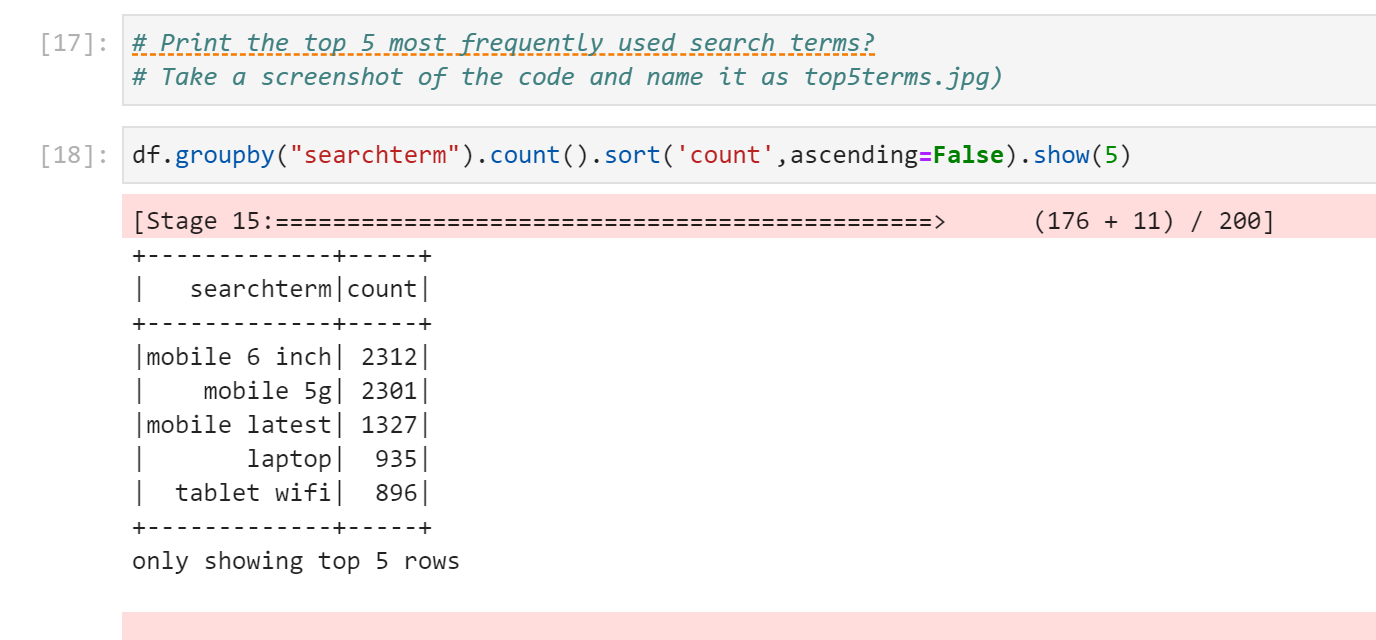 [17]: # Print the top 5 most frequently used search terms?
# Take a screenshot of the code and name it as top5terms.jpg)
[18]: df.groupby("searchterm").count().sort('count',ascending=False).show(5)
[Stage 15:==============================================>      (176 + 11) / 200]
+-------------+-----+
|   searchterm|count|
+-------------+-----+
|mobile 6 inch| 2312|
|    mobile 5g| 2301|
|mobile latest| 1327|
|       laptop|  935|
|  tablet wifi|  896|
+-------------+-----+
only showing top 5 rows